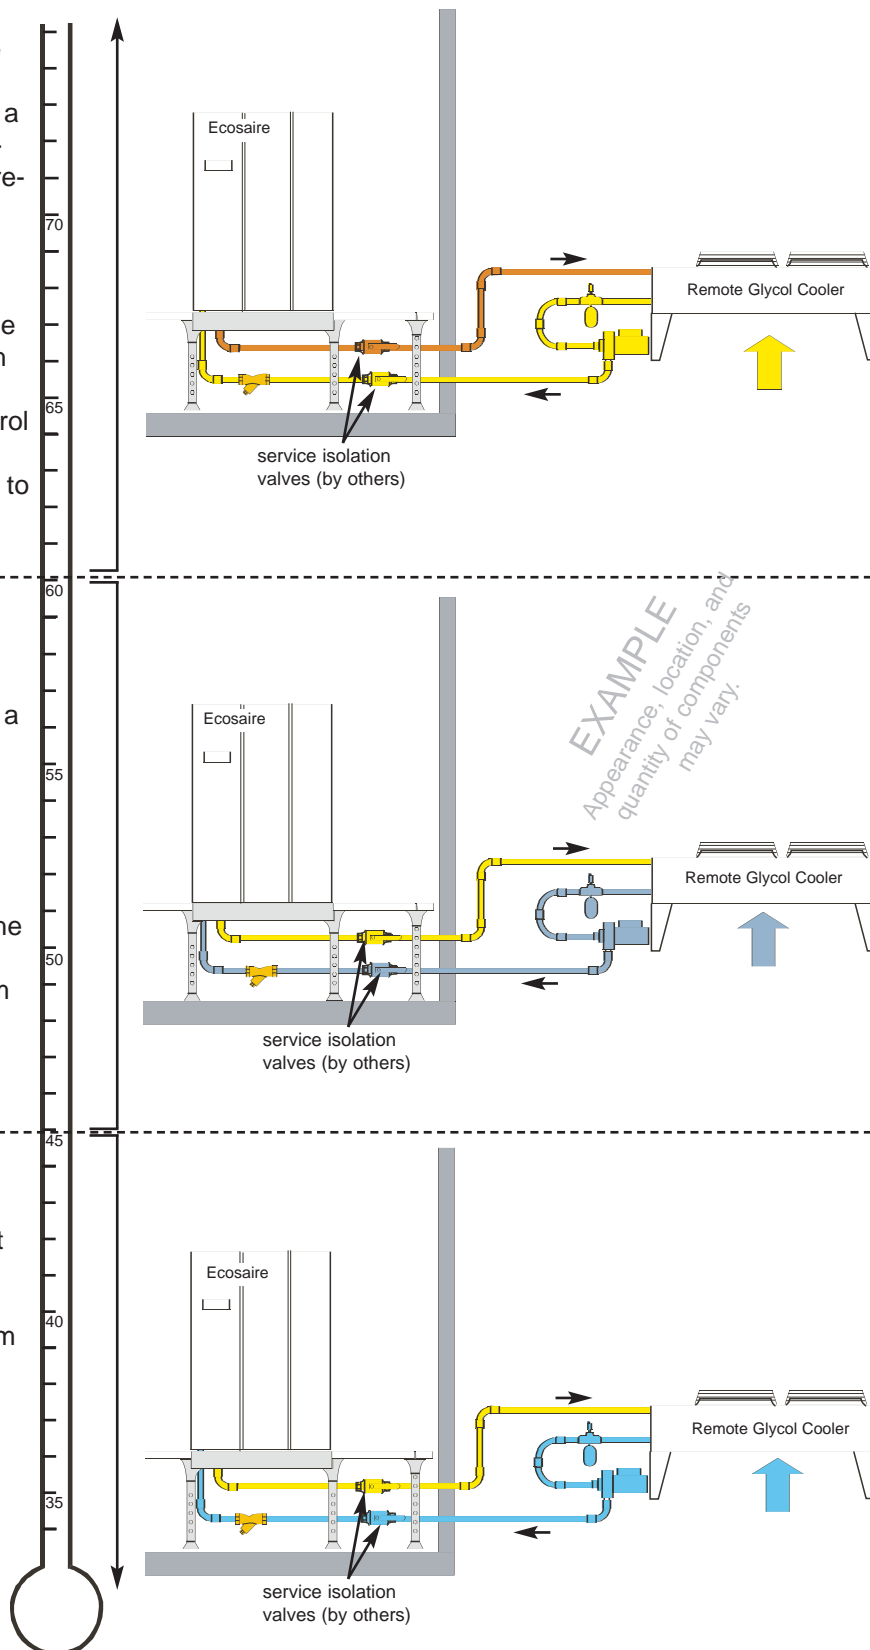 a
re-
Ecosaire
70
Remote Glycol Cooler
e
n
65
rol
service isolation
valves (by others)
to
60
EXAMPLE
Appearance, location, and
quantity of components
may vary.
a
Ecosaire
55
Remote Glycol Cooler
ne
50
m
service isolation
valves (by others)
45
t
Ecosaire
40
m
Remote Glycol Cooler
35
service isolation
valves (by others)